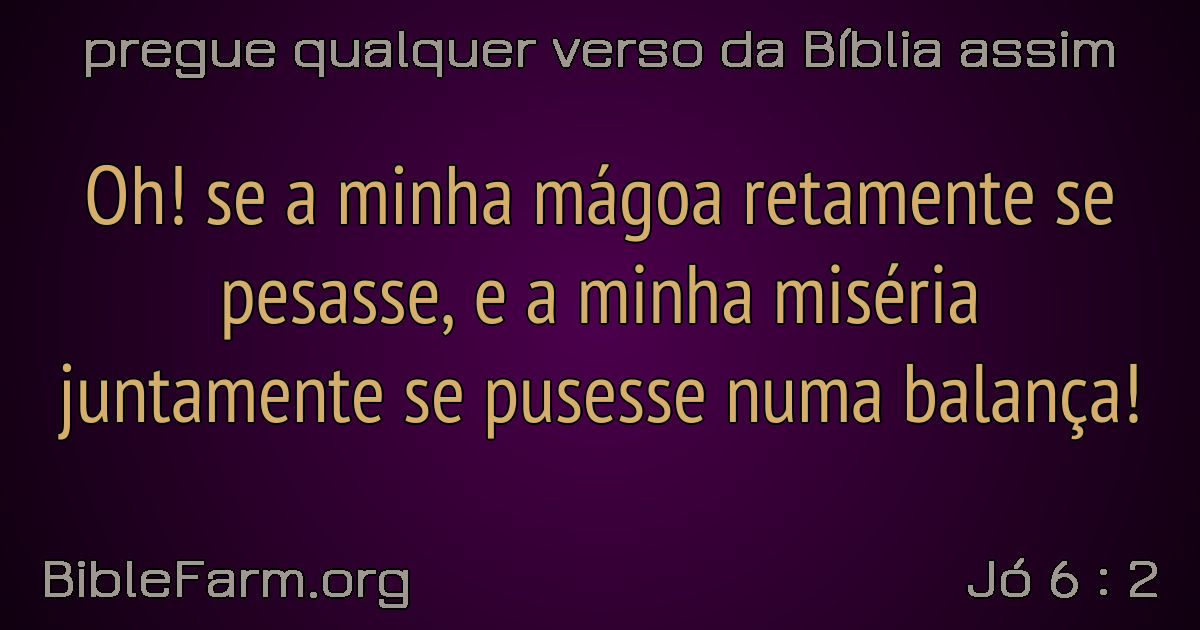 pregue qualquer verso da Bíblia assim
Oh! se a minha mágoa retamente se
pesasse, e a minha miséria
juntamente se pusesse numa balança!
BibleFarm.org
Jó 6 : 2